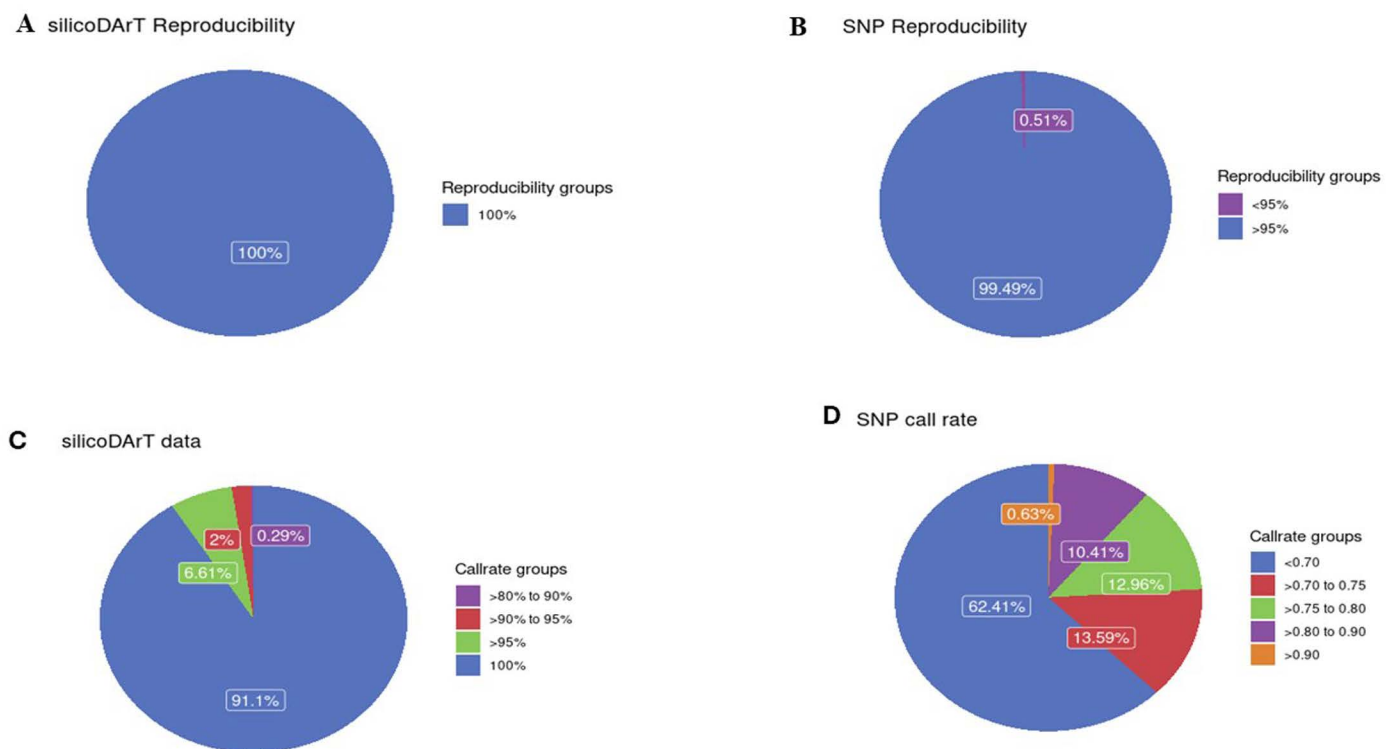 A silicoDArT Reproducibility
100%
Reproducibility groups
100%
B SNP Reproducibility
0.51%
99.49%
Reproducibility groups
<95%
>95%
C silicoDArT data
0.29%
2%
6.61%
91.1%
Callrate groups
>80% to 90%
>90% to 95%
>95%
100%
D SNP call rate
0.63%
10.41%
12.96%
62.41%
13.59%
Callrate groups
<0.70
>0.70 to 0.75
>0.75 to 0.80
>0.80 to 0.90
>0.90